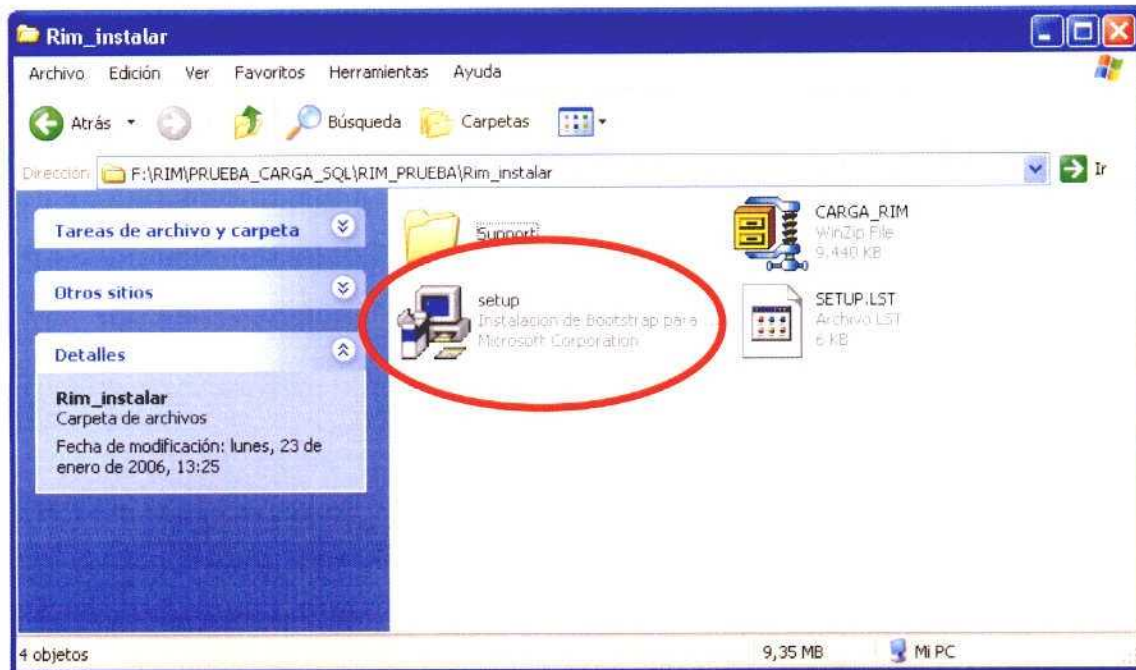 Rim_instalar
Archivo Edición Ver Favoritos Herramientas Ayuda
Atrás Búsqueda Carpetas
Dirección F:\RIM\PRUEBA_CARGA_SQL\RIM_PRUEBA\Rim_instalar Ir
Tareas de archivo y carpeta
Otros sitios
Detalles
Rim_instalar
Carpeta de archivos
Fecha de modificación: lunes, 23 de
enero de 2006, 13:25
Support
CARGA_RIM
WinZip File
9.440 KB
setup
Instalación de Bootstrap para ...
Microsoft Corporation
SETUP.LST
Archivo LST
6 KB
4 objetos 9,35 MB Mi PC